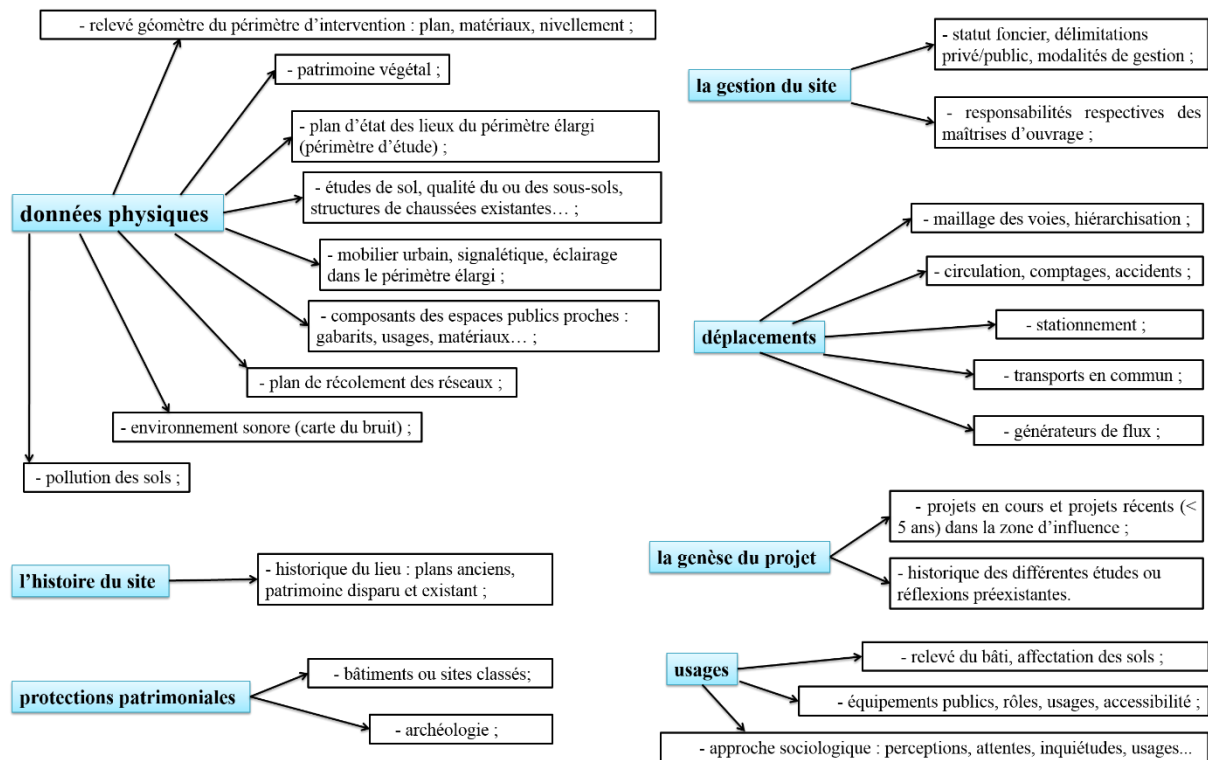 - relevé géomètre du périmètre d’intervention : plan, matériaux, nivellement ;
- patrimoine végétal ;
- plan d’état des lieux du périmètre élargi
(périmètre d’étude) ;
données physiques
- études de sol, qualité du ou des sous-sols,
structures de chaussées existantes… ;
- mobilier urbain, signalétique, éclairage
dans le périmètre élargi ;
- composants des espaces publics proches :
gabarits, usages, matériaux… ;
- plan de récolement des réseaux ;
- environnement sonore (carte du bruit) ;
- pollution des sols ;
l’histoire du site
- historique du lieu : plans anciens,
patrimoine disparu et existant ;
protections patrimoniales
- bâtiments ou sites classés;
- archéologie ;
la gestion du site
- statut foncier, délimitations
privé/public, modalités de gestion ;
- responsabilités respectives des
maîtrises d’ouvrage ;
déplacements
- maillage des voies, hiérarchisation ;
- circulation, comptages, accidents ;
- stationnement ;
- transports en commun ;
- générateurs de flux ;
la genèse du projet
- projets en cours et projets récents (<
5 ans) dans la zone d’influence ;
- historique des différentes études ou
réflexions préexistantes.
usages
- relevé du bâti, affectation des sols ;
- équipements publics, rôles, usages, accessibilité ;
- approche sociologique : perceptions, attentes, inquiétudes, usages...